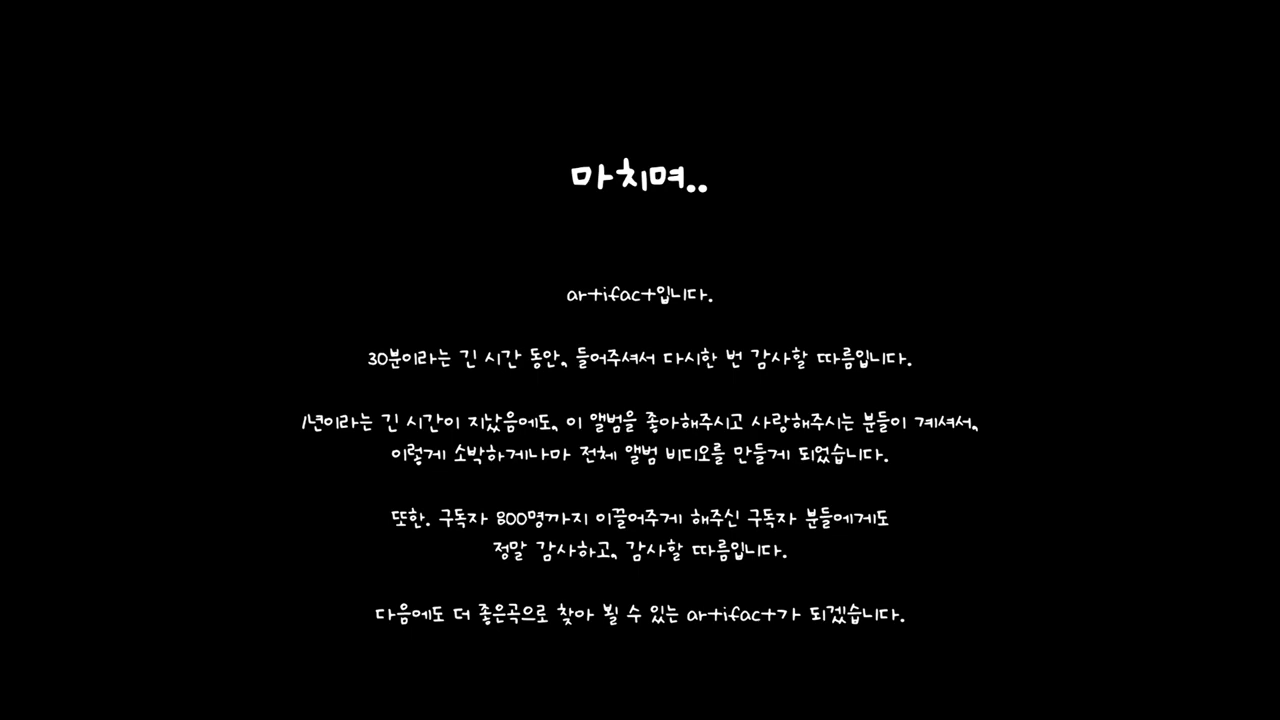 마치며..
artifact입니다.
30분이라는 긴 시간 동안, 들어주셔서 다시한 번 감사할 따름입니다.
1년이라는 긴 시간이 지났음에도, 이 앨범을 좋아해주시고 사랑해주시는 분들이 계셔서,
이렇게 소박하게나마 전체 앨범 비디오를 만들게 되었습니다.
또한. 구독자 800명까지 이끌어주게 해주신 구독자 분들에게도
정말 감사하고, 감사할 따름입니다.
다음에도 더 좋은곡으로 찾아 뵐 수 있는 artifact가 되겠습니다.